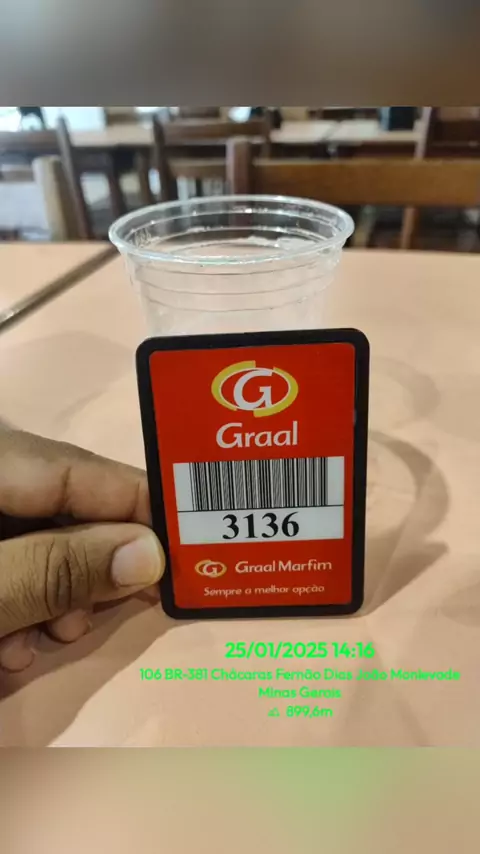 G
Graal
3136
G Graal Marfim
Sempre a melhor opção
25/01/2025 14:16
106 BR-381 Chácaras Fernão Dias João Monlevade
Minas Gerais
899,6m